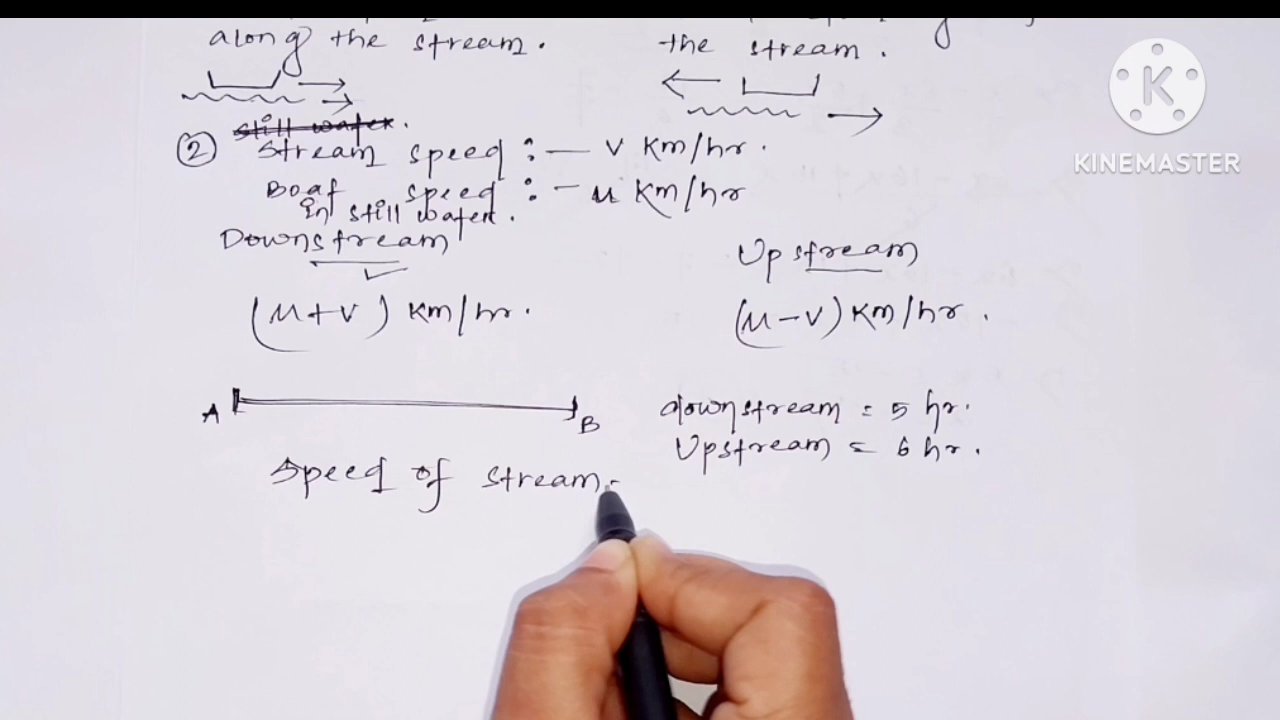 along the stream.
the stream.
still water.
② Stream speed :— v Km/hr.
Boat speed :— u Km/hr
in still water.
Downstream
Upstream
(u+v) Km/hr.
(u-v) Km/hr.
A B
downstream = 5 hr.
Upstream = 6 hr.
Speed of stream.
KINEMASTER